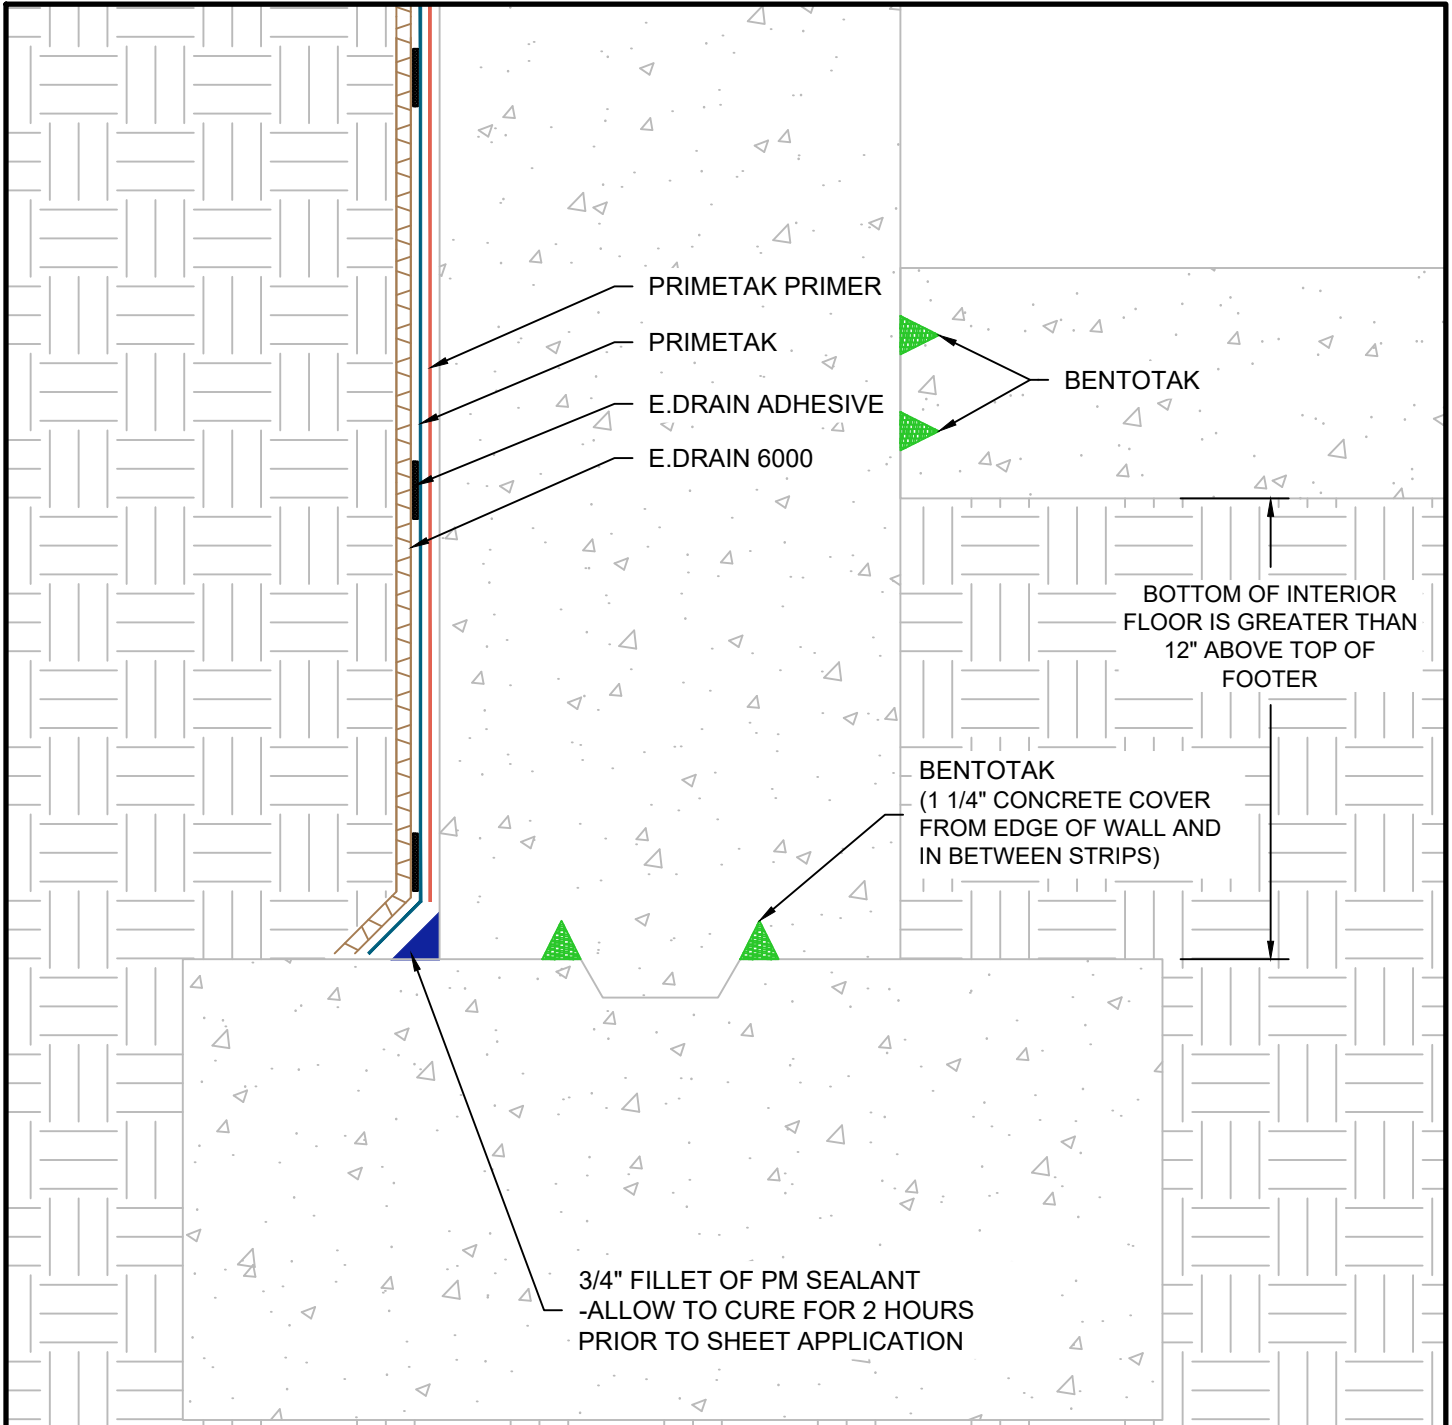 PRIMETAK PRIMER
PRIMETAK
E.DRAIN ADHESIVE
E.DRAIN 6000
BENTOTAK
BOTTOM OF INTERIOR
FLOOR IS GREATER THAN
12" ABOVE TOP OF
FOOTER
BENTOTAK
(1 1/4" CONCRETE COVER
FROM EDGE OF WALL AND
IN BETWEEN STRIPS)
3/4" FILLET OF PM SEALANT
-ALLOW TO CURE FOR 2 HOURS
PRIOR TO SHEET APPLICATION